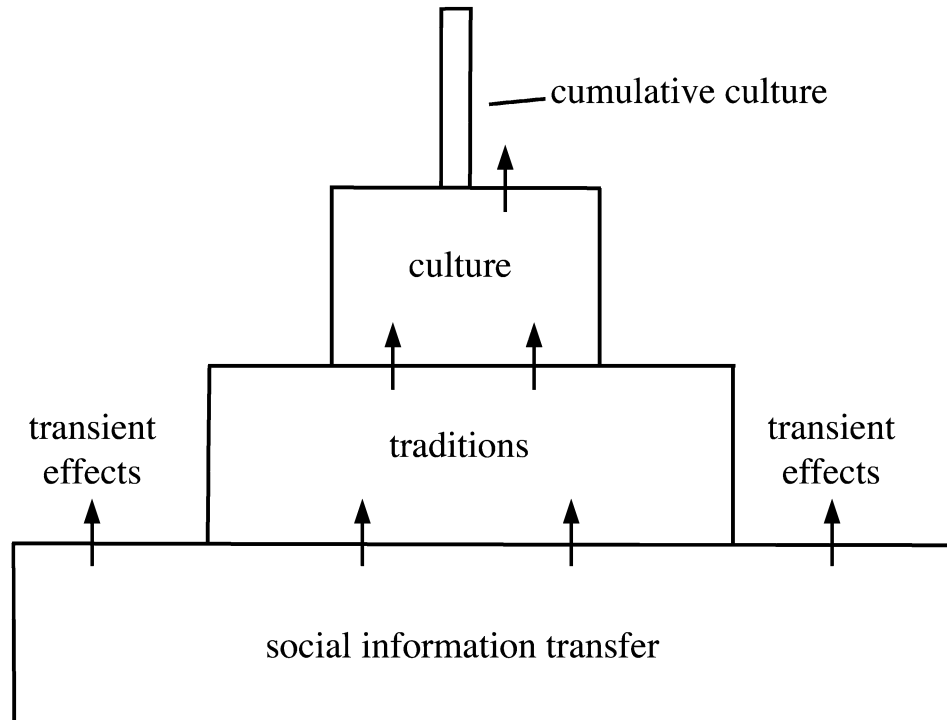 cumulative culture
culture
transient
effects
traditions
transient
effects
social information transfer